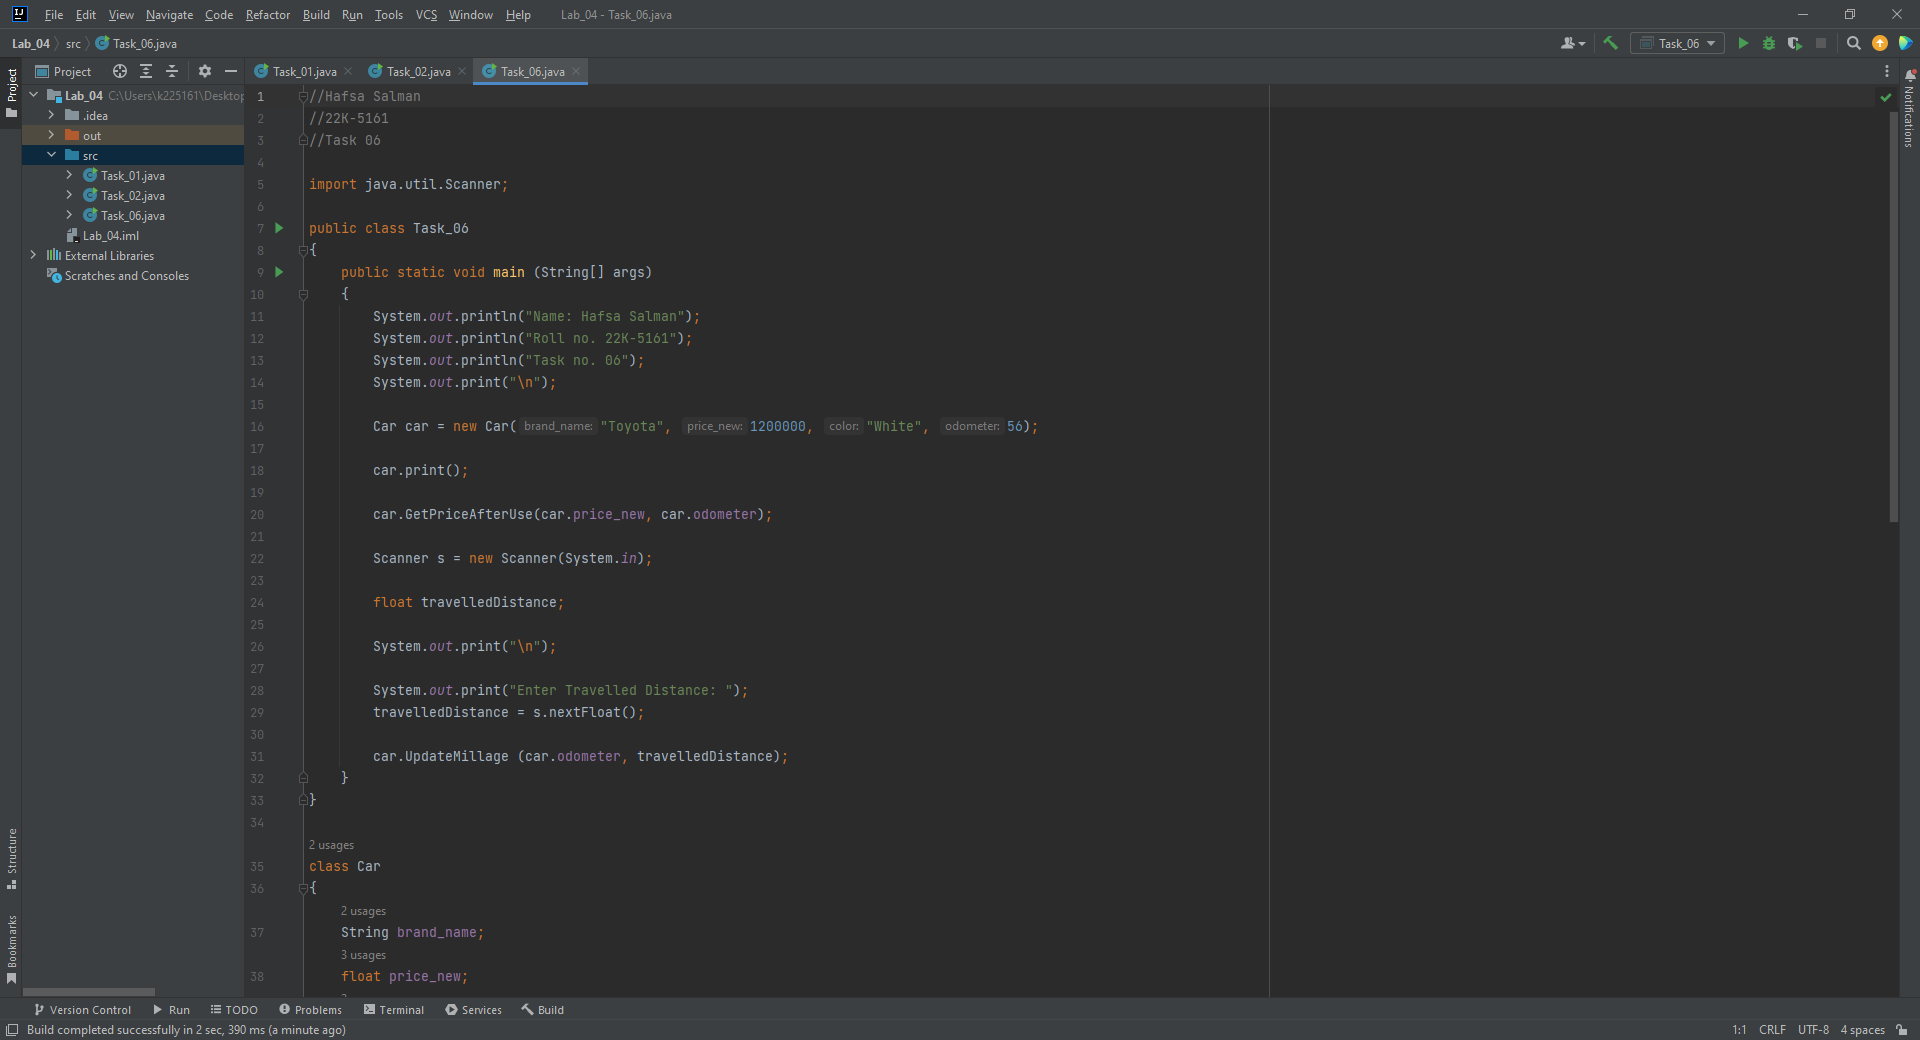 File Edit View Navigate Code Refactor Build Run Tools VCS Window Help Lab_04 - Task_06.java
Lab_04 src Task_06.java Task_06
Project Task_01.java Task_02.java Task_06.java
Project
Notifications
Structure
Bookmarks
Lab_04 C:\Users\k225161\Desktop
.idea
out
src
Task_01.java
Task_02.java
Task_06.java
Lab_04.iml
External Libraries
Scratches and Consoles
1 //Hafsa Salman
2 //22K-5161
3 //Task 06
4
5 import java.util.Scanner;
6
7 public class Task_06
8 {
9 public static void main (String[] args)
10 {
11 System.out.println("Name: Hafsa Salman");
12 System.out.println("Roll no. 22K-5161");
13 System.out.println("Task no. 06");
14 System.out.print("\n");
15
16 Car car = new Car( brand_name: "Toyota", price_new: 1200000, color: "White", odometer: 56);
17
18 car.print();
19
20 car.GetPriceAfterUse(car.price_new, car.odometer);
21
22 Scanner s = new Scanner(System.in);
23
24 float travelledDistance;
25
26 System.out.print("\n");
27
28 System.out.print("Enter Travelled Distance: ");
29 travelledDistance = s.nextFloat();
30
31 car.UpdateMillage (car.odometer, travelledDistance);
32 }
33 }
34
2 usages
35 class Car
36 {
2 usages
37 String brand_name;
3 usages
38 float price_new;
Version Control Run TODO Problems Terminal Services Build
Build completed successfully in 2 sec, 390 ms (a minute ago) 1:1 CRLF UTF-8 4 spaces